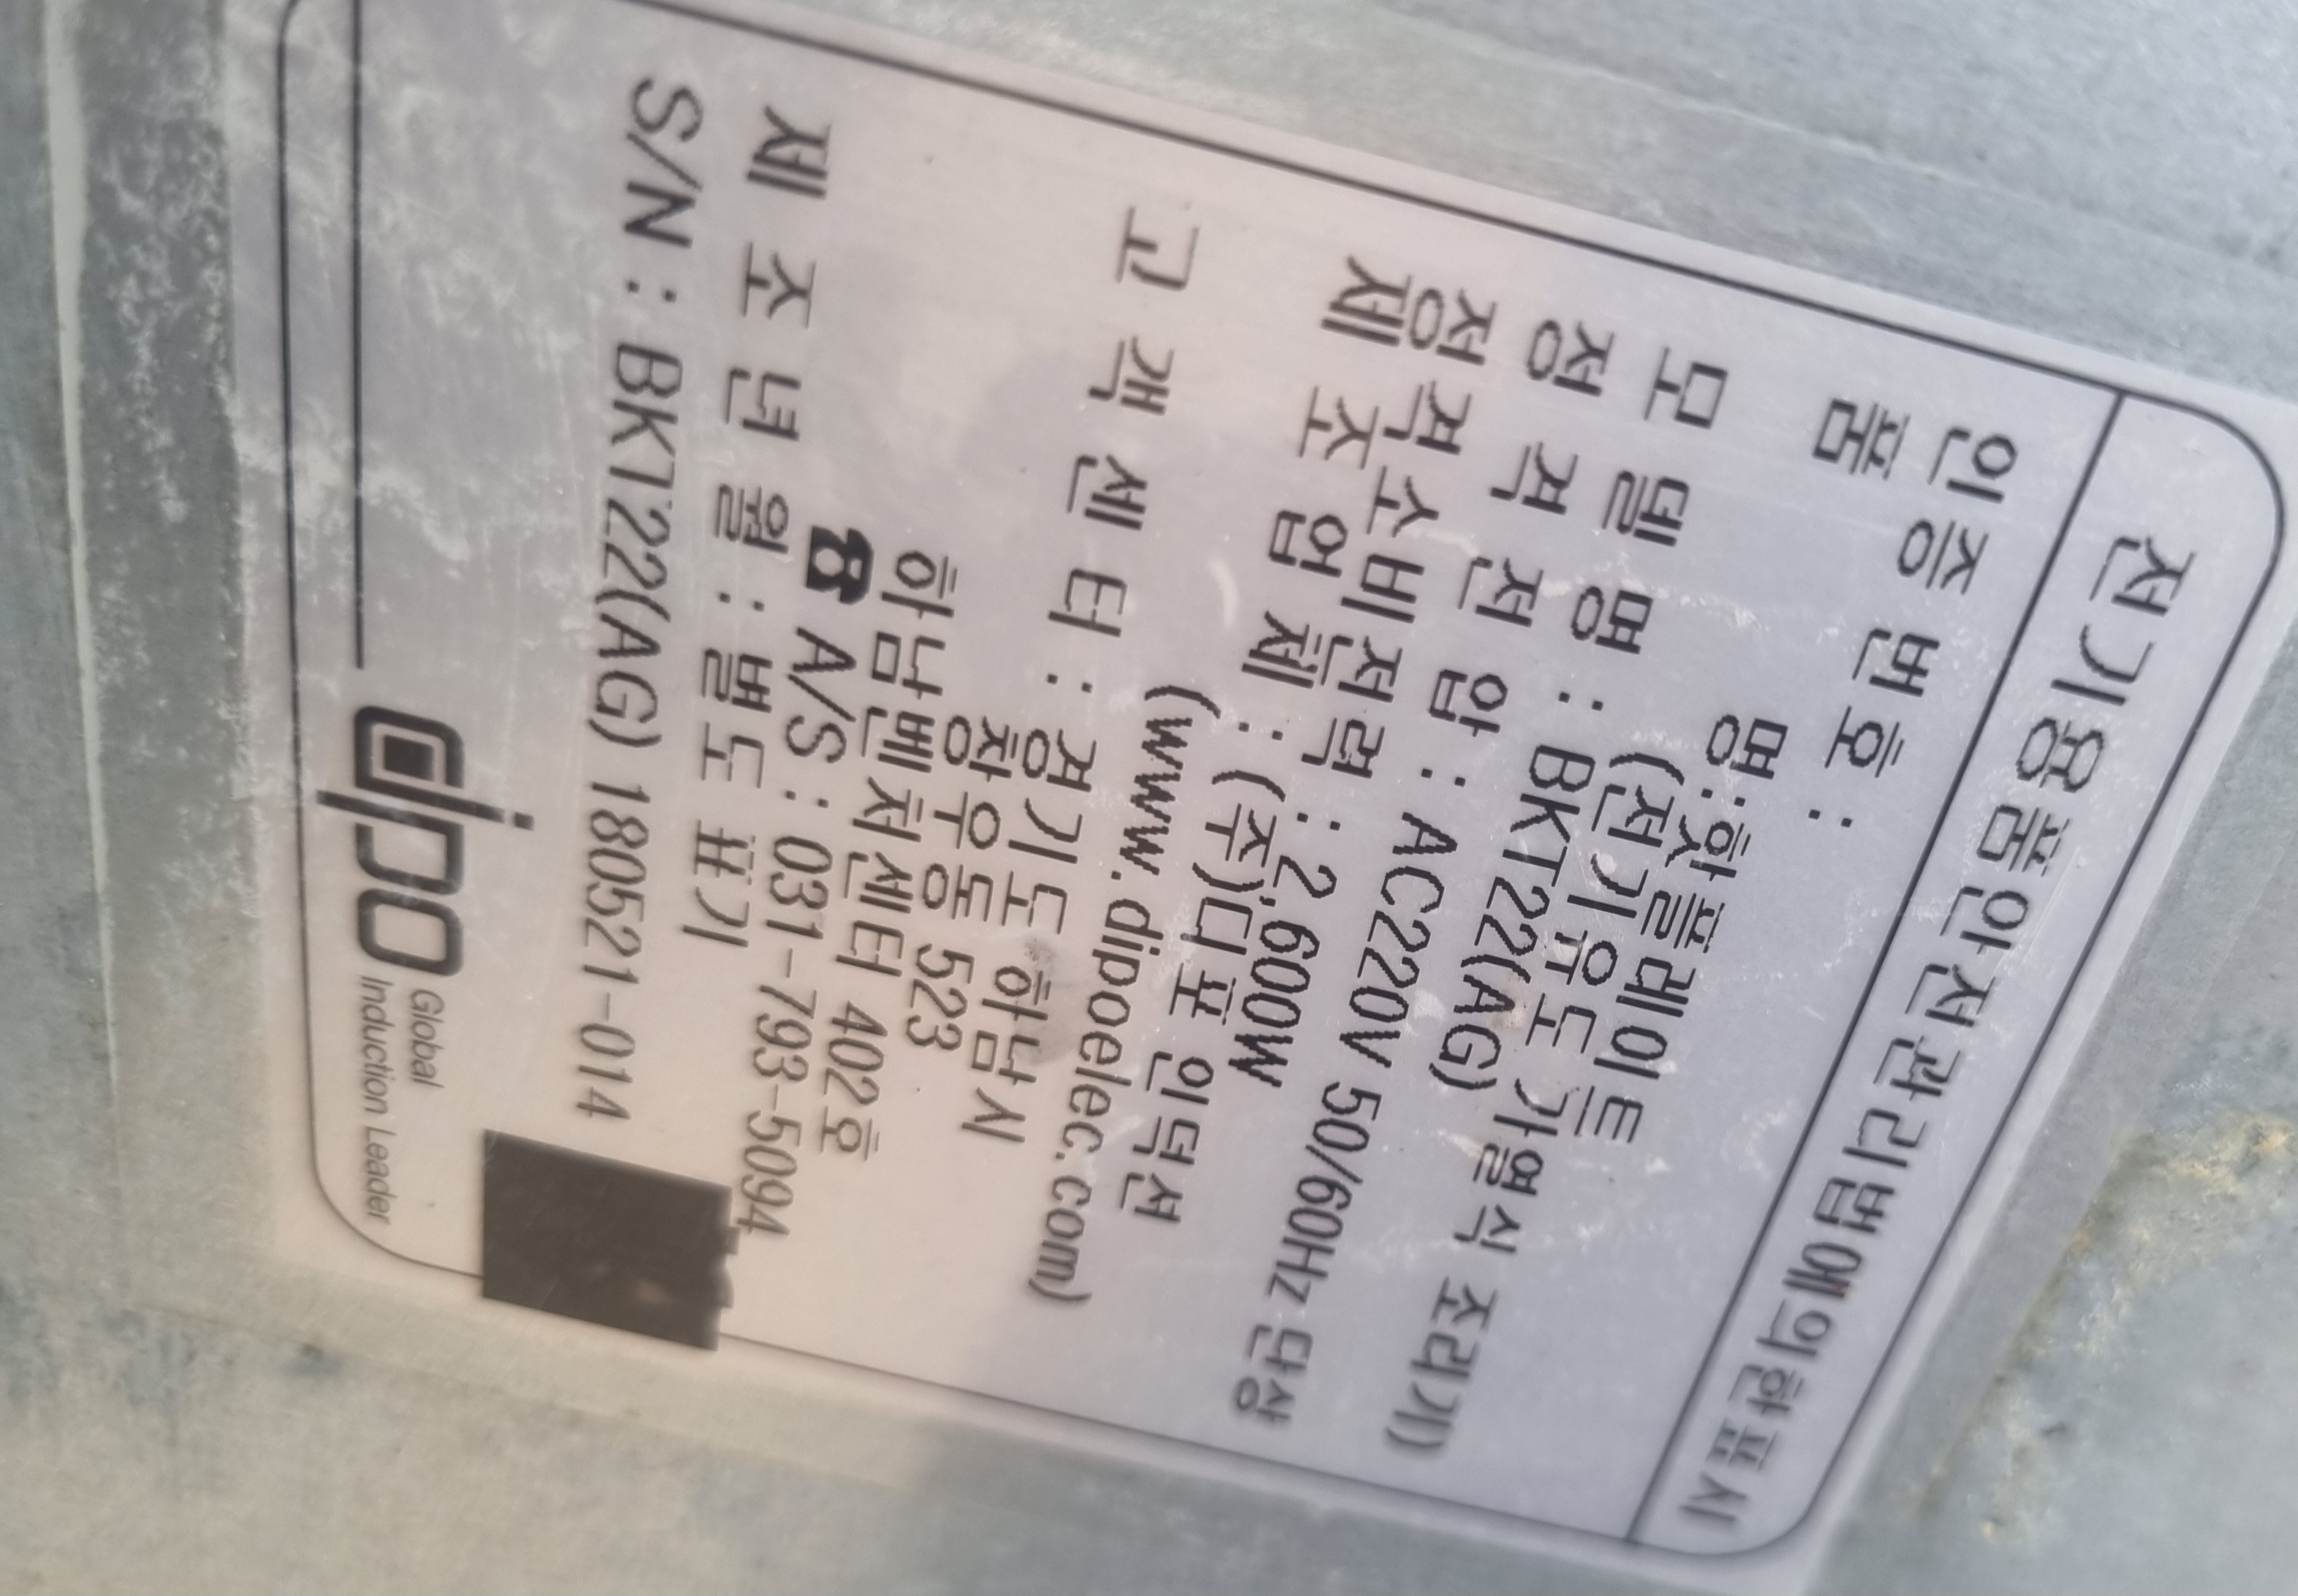 전기용품안전관리법에의한표시
인 증 번 호 :
품 명:핫플레이트
(전기유도 가열식 조리기)
모 델 명 : BKT22(AG)
정 격 전 압 : AC220V 50/60Hz 단상
정격소비전력 : 2,600W
제 조 업 체 : (주)디포 인덕션
(www.dipoelec.com)
고 객 센 터 : 경기도 하남시
창우동 523
하남벤처센터 402호
☎ A/S : 031-793-5094
제 조 년 월 : 별도 표기
S/N : BKT22(AG) 180521-014
dipo Global
Induction Leader